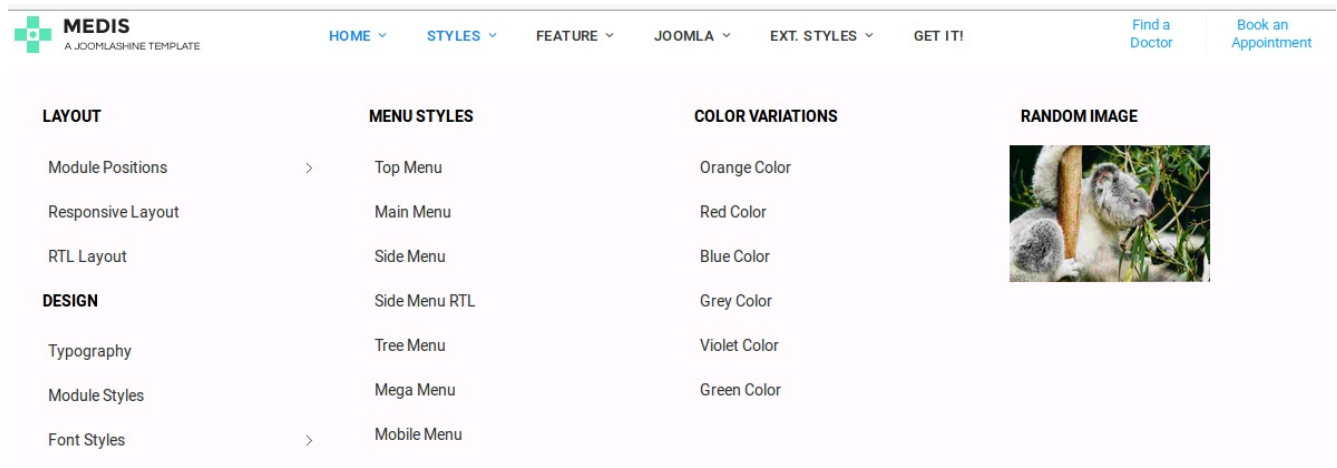 MEDIS
A JOOMLASHINE TEMPLATE
HOME
STYLES
FEATURE
JOOMLA
EXT. STYLES
GET IT!
Find a
Doctor
Book an
Appointment
LAYOUT
Module Positions
Responsive Layout
RTL Layout
DESIGN
Typography
Module Styles
Font Styles
MENU STYLES
Top Menu
Main Menu
Side Menu
Side Menu RTL
Tree Menu
Mega Menu
Mobile Menu
COLOR VARIATIONS
Orange Color
Red Color
Blue Color
Grey Color
Violet Color
Green Color
RANDOM IMAGE